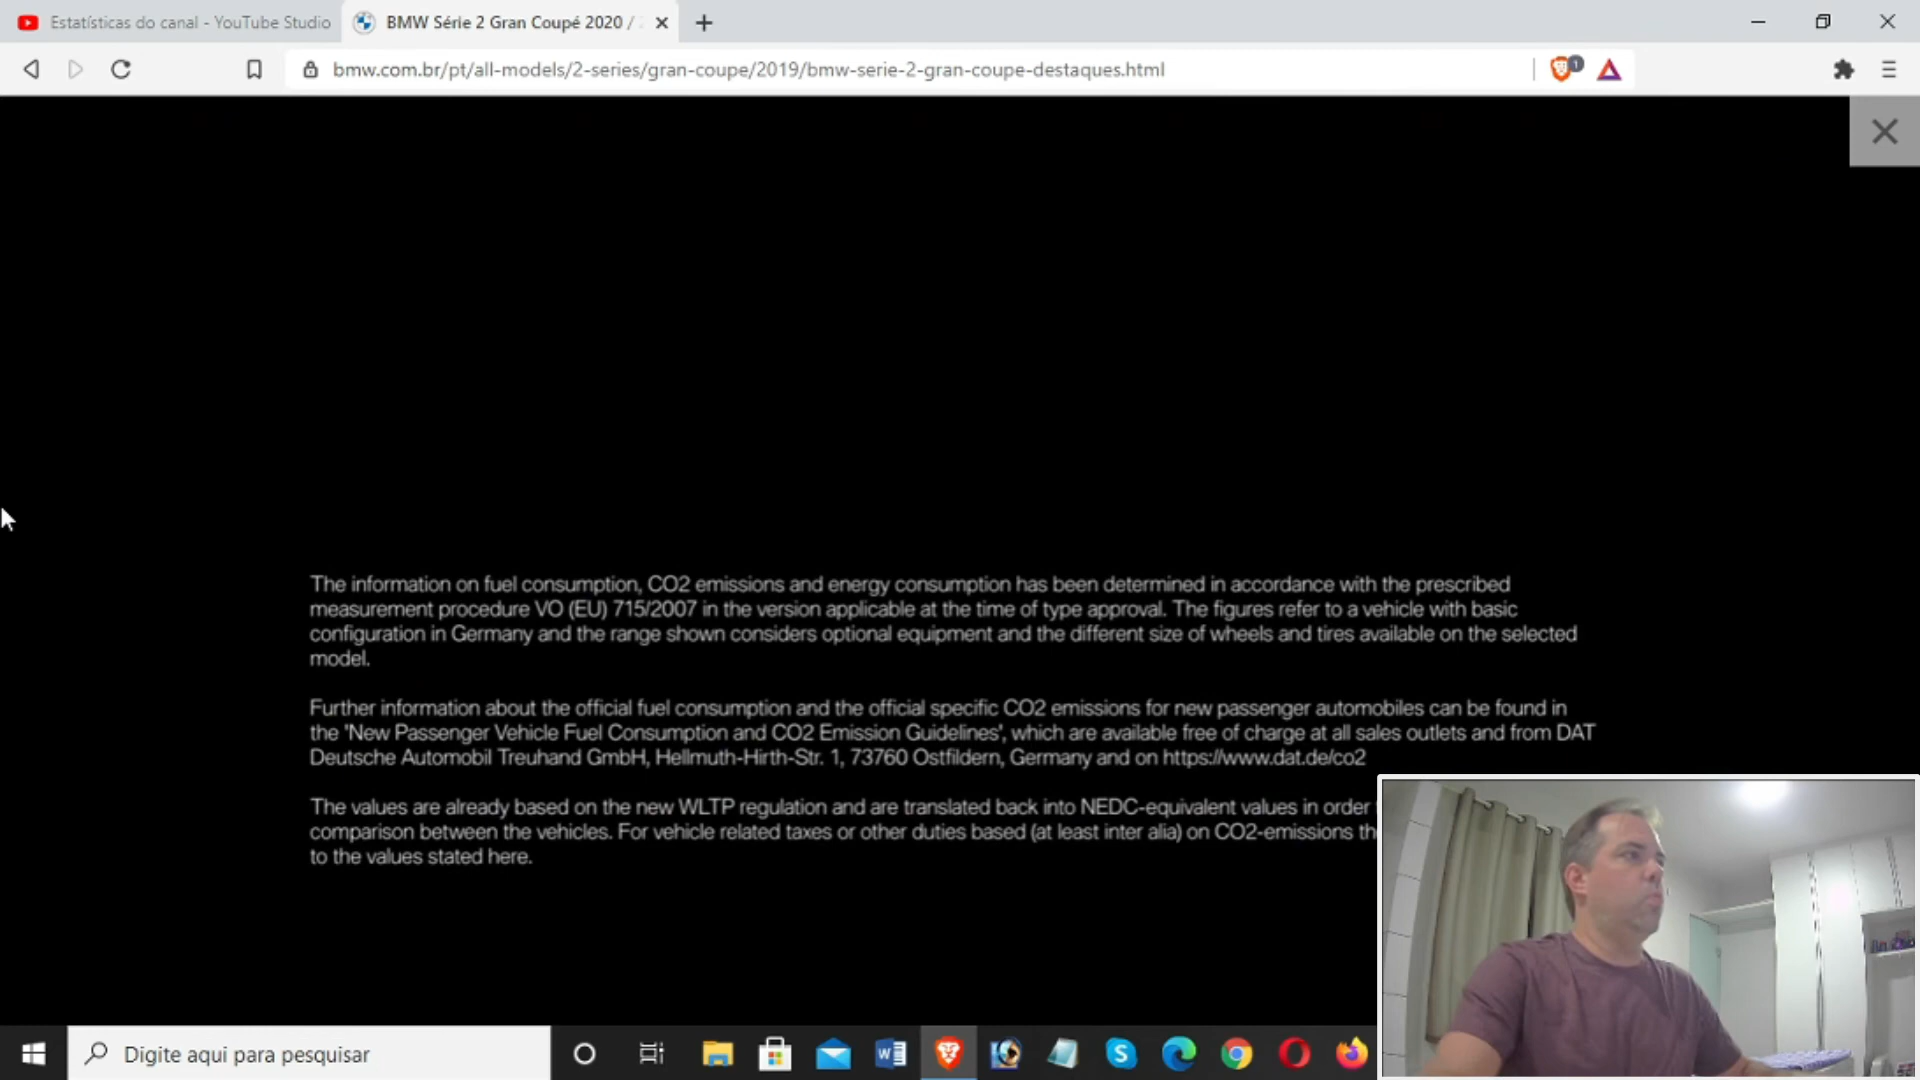 Estatísticas do canal - YouTube Studio
BMW Série 2 Gran Coupé 2020 /
bmw.com.br/pt/all-models/2-series/gran-coupe/2019/bmw-serie-2-gran-coupe-destaques.html
1
The information on fuel consumption, CO2 emissions and energy consumption has been determined in accordance with the prescribed
measurement procedure VO (EU) 715/2007 in the version applicable at the time of type approval. The figures refer to a vehicle with basic
configuration in Germany and the range shown considers optional equipment and the different size of wheels and tires available on the selected
model.
Further information about the official fuel consumption and the official specific CO2 emissions for new passenger automobiles can be found in
the 'New Passenger Vehicle Fuel Consumption and CO2 Emission Guidelines', which are available free of charge at all sales outlets and from DAT
Deutsche Automobil Treuhand GmbH, Hellmuth-Hirth-Str. 1, 73760 Ostfildern, Germany and on https://www.dat.de/co2
The values are already based on the new WLTP regulation and are translated back into NEDC-equivalent values in order
comparison between the vehicles. For vehicle related taxes or other duties based (at least inter alia) on CO2-emissions
to the values stated here.
Digite aqui para pesquisar